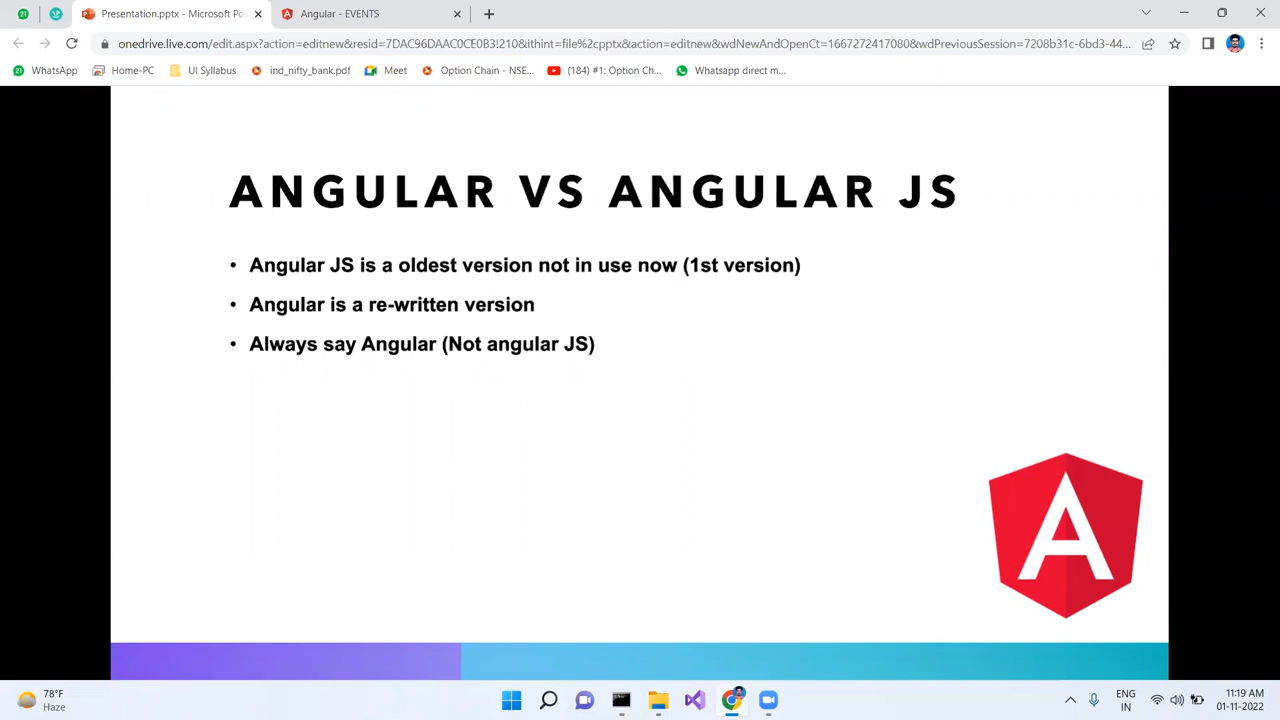 21
Presentation.pptx - Microsoft Po
Angular - EVENTS
onedrive.live.com/edit.aspx?action=editnew&resid=7DAC96DAAC0CE0B3!2131&ithint=file%2cpptx&action=editnew&wdNewAndOpenCt=1667272417080&wdPreviousSession=7208b31c-6bd3-44...
21 WhatsApp
Home-PC
UI Syllabus
ind_nifty_bank.pdf
Meet
Option Chain - NSE...
(184) #1: Option Ch...
Whatsapp direct m...
ANGULAR VS ANGULAR JS
• Angular JS is a oldest version not in use now (1st version)
• Angular is a re-written version
• Always say Angular (Not angular JS)
A
78°F
Haze
ENG
IN
11:19 AM
01-11-2022